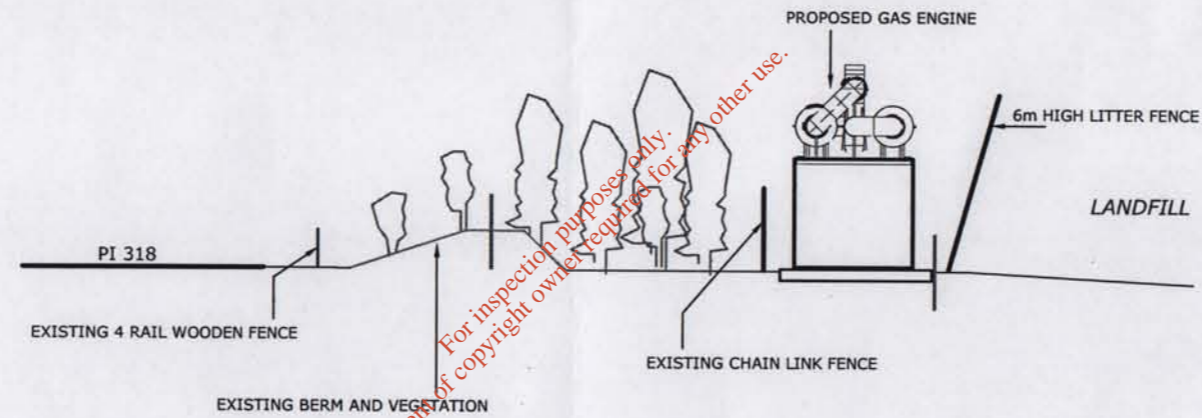 PROPOSED GAS ENGINE
6m HIGH LITTER FENCE
LANDFILL
PI 318
EXISTING 4 RAIL WOODEN FENCE
EXISTING CHAIN LINK FENCE
EXISTING BERM AND VEGETATION
For inspection purposes only.
of copyright owner required for any other use.